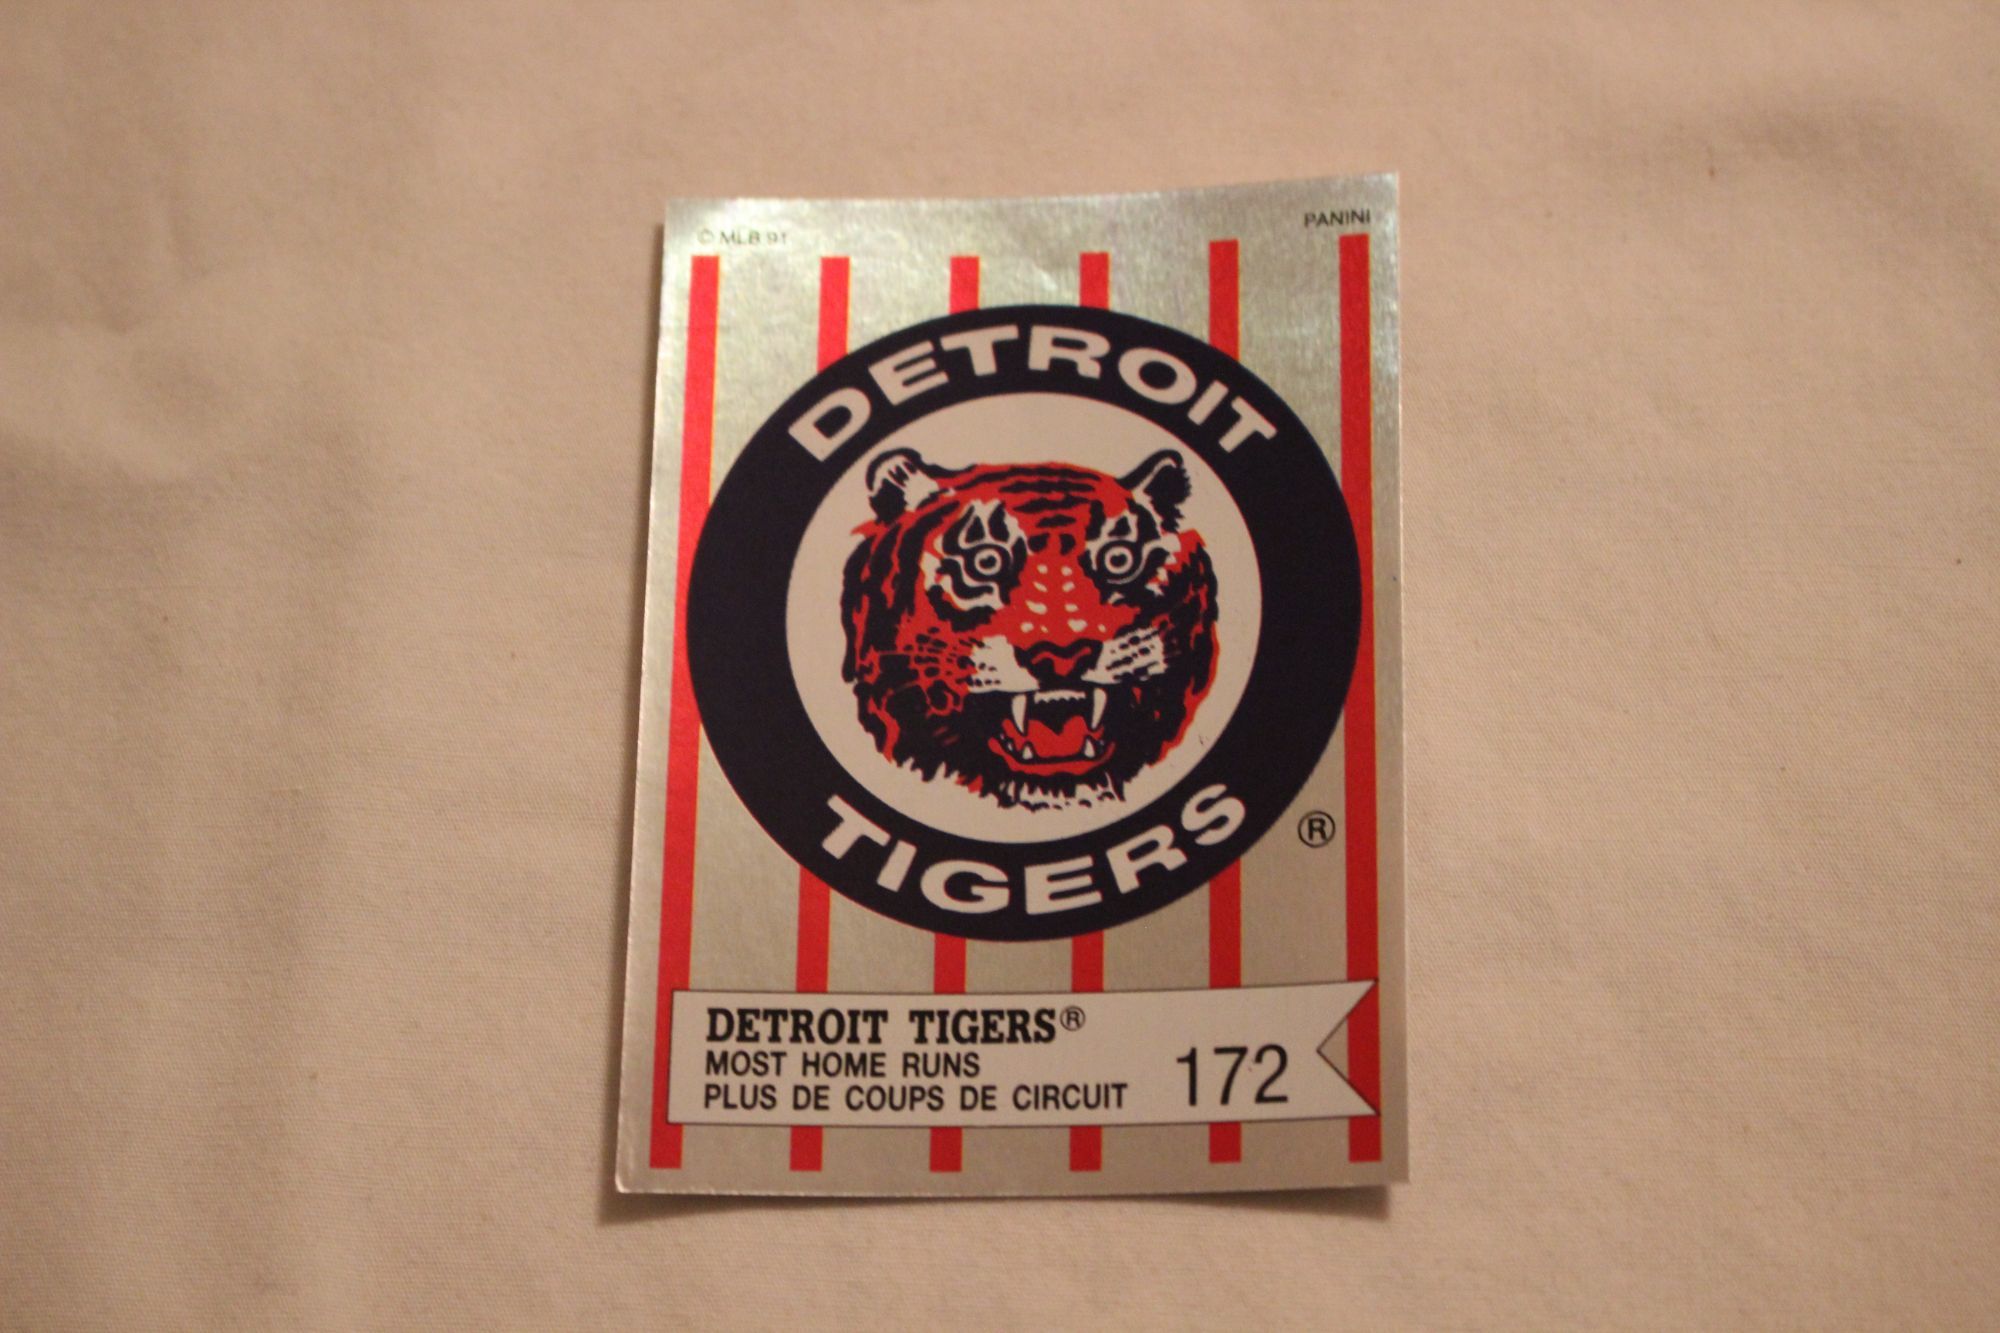 © MLB 91
PANINI
DETROIT
TIGERS
®
DETROIT TIGERS®
MOST HOME RUNS
PLUS DE COUPS DE CIRCUIT
172